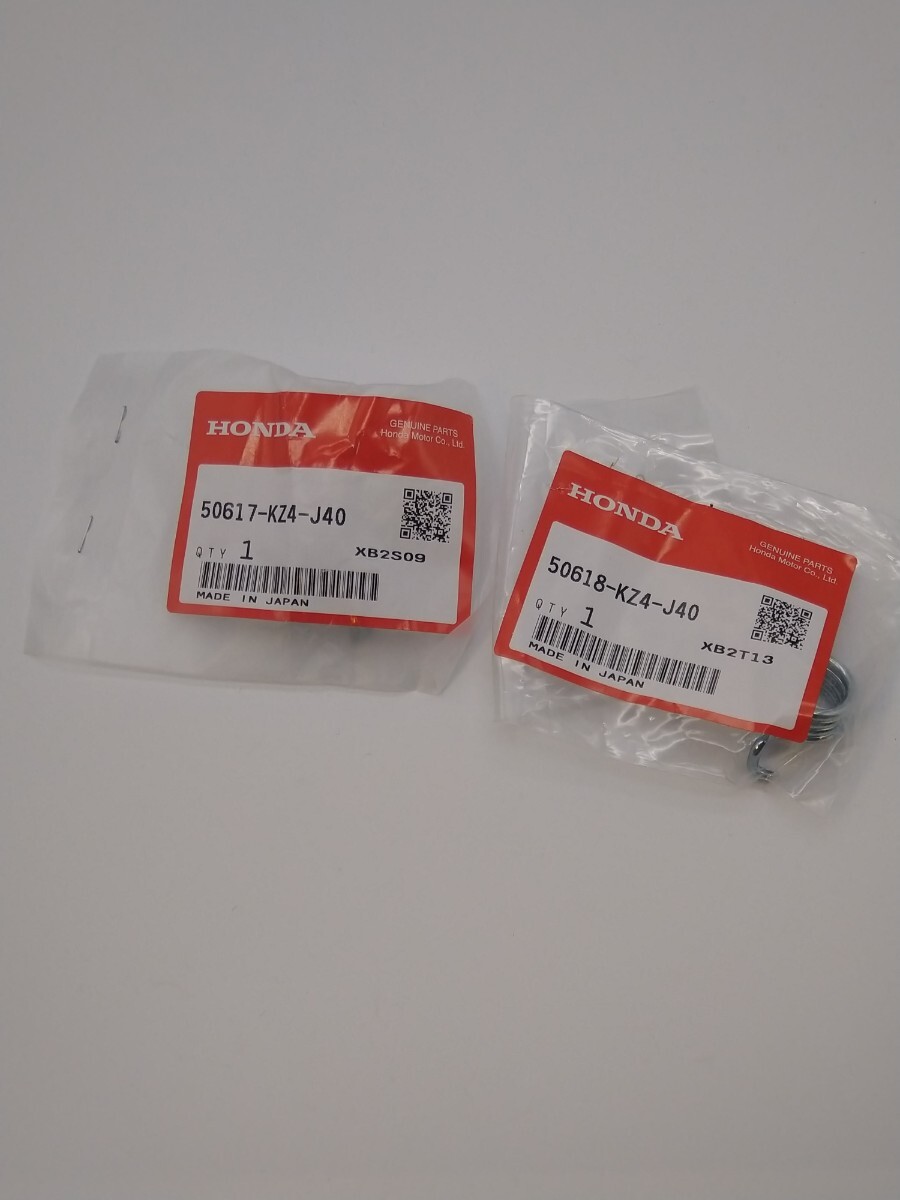 HONDA
GENUINE PARTS
Honda Motor Co., Ltd.
50617-KZ4-J40
QTY 1
XB2S09
MADE IN JAPAN
HONDA
GENUINE PARTS
Honda Motor Co., Ltd.
50618-KZ4-J40
QTY 1
XB2T13
MADE IN JAPAN